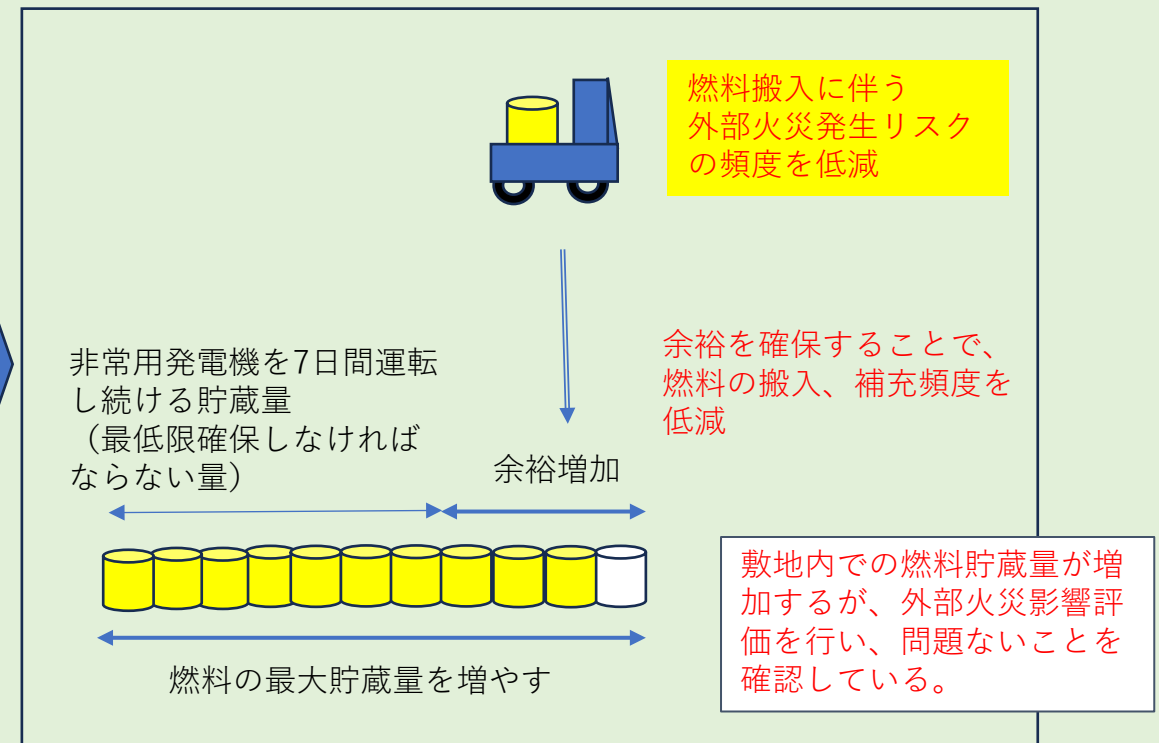 燃料搬入に伴う
外部火災発生リスク
の頻度を低減
非常用発電機を7日間運転
し続ける貯蔵量
（最低限確保しなければ
ならない量）
余裕を確保することで、
燃料の搬入、補充頻度を
低減
余裕増加
敷地内での燃料貯蔵量が増
加するが、外部火災影響評
価を行い、問題ないことを
確認している。
燃料の最大貯蔵量を増やす